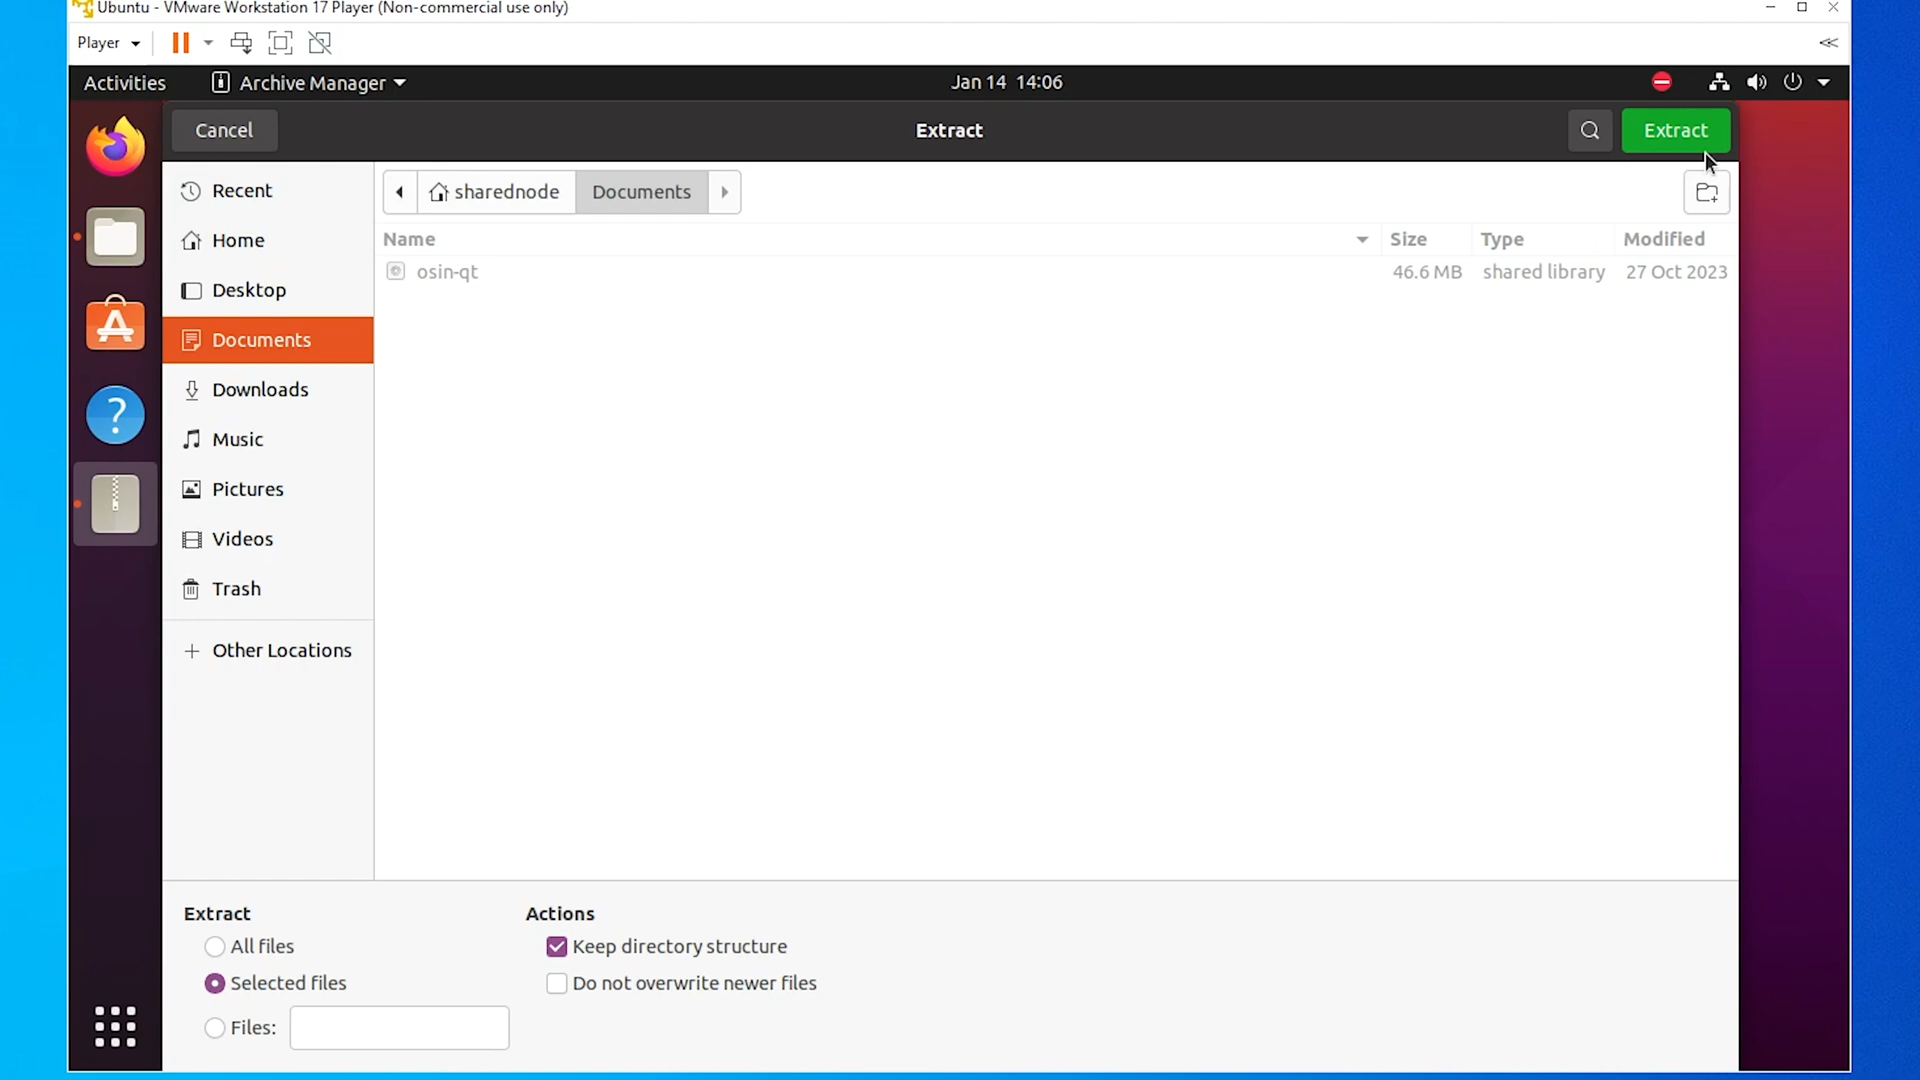 Ubuntu - VMware Workstation 17 Player (Non-commercial use only)
Player
Activities
Archive Manager
Jan 14 14:06
Cancel
Extract
Extract
Recent
Home
Desktop
Documents
Downloads
Music
Pictures
Videos
Trash
Other Locations
sharednode
Documents
Name Size Type Modified
osin-qt 46.6 MB shared library 27 Oct 2023
Extract
All files
Selected files
Files:
Actions
Keep directory structure
Do not overwrite newer files